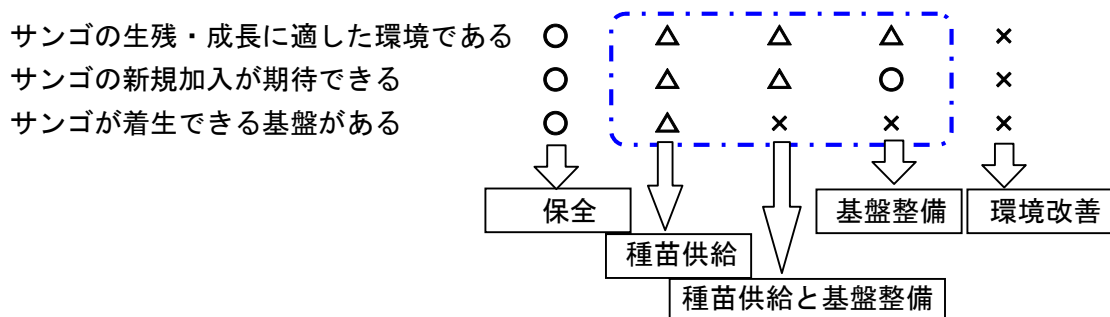 サンゴの生残・成長に適した環境である ○ △ △ △ ×
サンゴの新規加入が期待できる ○ △ △ ○ ×
サンゴが着生できる基盤がある ○ △ × × ×
保全
基盤整備
環境改善
種苗供給
種苗供給と基盤整備